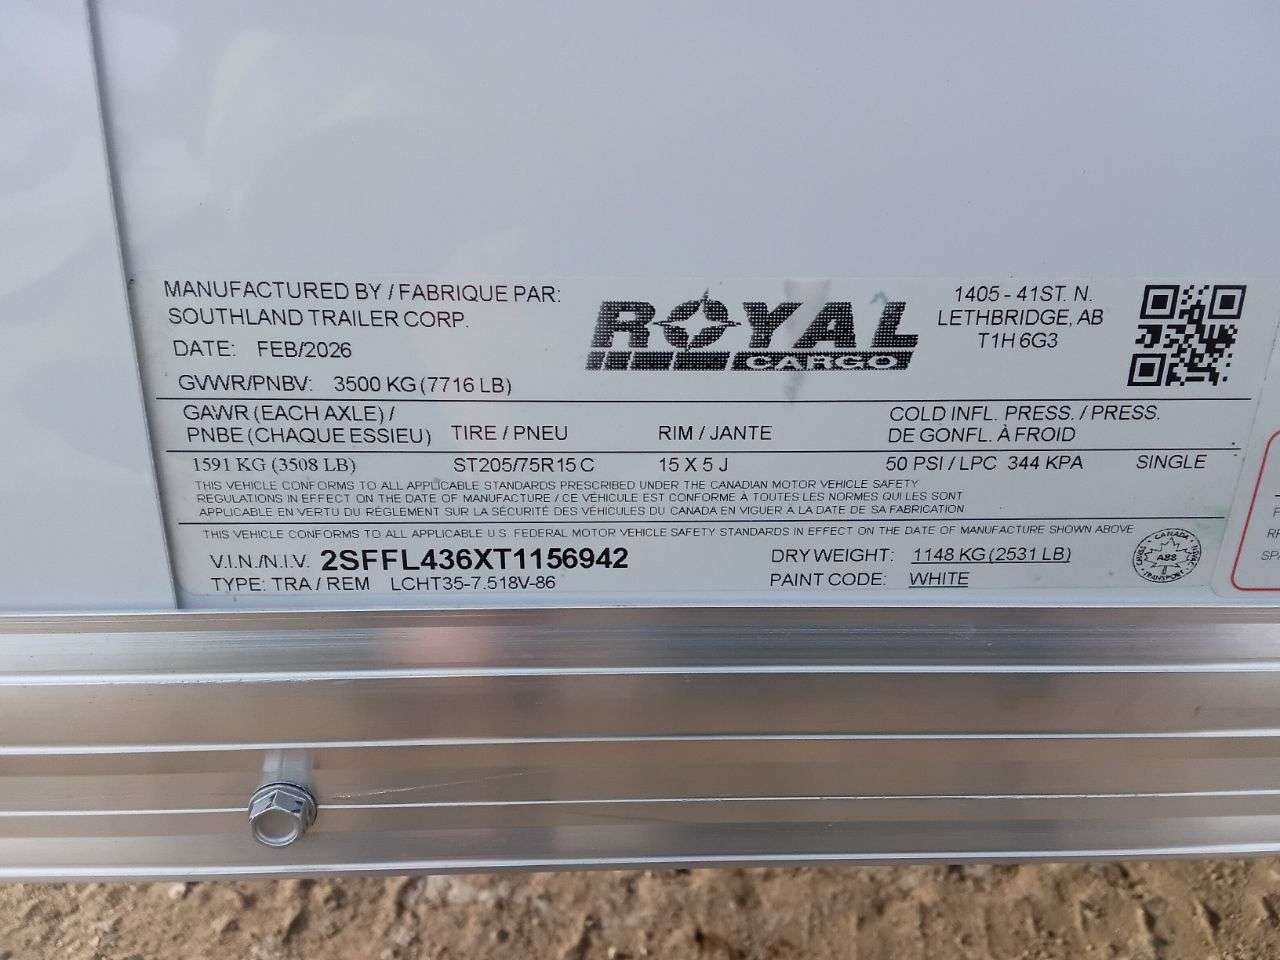 MANUFACTURED BY / FABRIQUE PAR:
SOUTHLAND TRAILER CORP.
DATE: FEB/2026
GVWR/PNBV: 3500 KG (7716 LB)
ROYAL
CARGO
1405 - 41ST. N.
LETHBRIDGE, AB
T1H 6G3
GAWR (EACH AXLE) /
PNBE (CHAQUE ESSIEU) TIRE / PNEU RIM / JANTE
COLD INFL. PRESS. / PRESS.
DE GONFL. À FROID
1591 KG (3508 LB) ST205/75R15 C 15 X 5 J 50 PSI / LPC 344 KPA SINGLE
THIS VEHICLE CONFORMS TO ALL APPLICABLE STANDARDS PRESCRIBED UNDER THE CANADIAN MOTOR VEHICLE SAFETY
REGULATIONS IN EFFECT ON THE DATE OF MANUFACTURE / CE VÉHICULE EST CONFORME À TOUTES LES NORMES QUI LES SONT
APPLICABLE EN VERTU DU RÉGLEMENT SUR LA SÉCURITÉ DES VÉHICULES DU CANADA EN VIGUER À LA DATE DE SA FABRICATION
THIS VEHICLE CONFORMS TO ALL APPLICABLE U.S. FEDERAL MOTOR VEHICLE SAFETY STANDARDS IN EFFECT ON THE DATE OF MANUFACTURE SHOWN ABOVE
V.I.N./N.I.V. 2SFFL436XT1156942 DRY WEIGHT: 1148 KG (2531 LB)
TYPE: TRA / REM LCHT35-7.518V-86 PAINT CODE: WHITE
CANADA
TRANSPORT